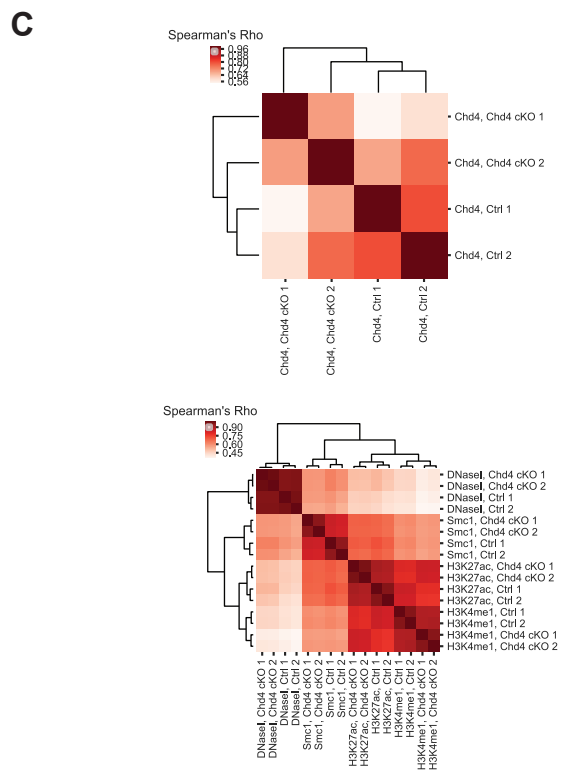 C
Spearman's Rho
0.96
0.88
0.80
0.72
0.64
0.56
Chd4, Chd4 cKO 1
Chd4, Chd4 cKO 2
Chd4, Ctrl 1
Chd4, Ctrl 2
Chd4, Chd4 cKO 1
Chd4, Chd4 cKO 2
Chd4, Ctrl 1
Chd4, Ctrl 2
Spearman's Rho
0.90
0.75
0.60
0.45
DNaseI, Chd4 cKO 1
DNaseI, Chd4 cKO 2
DNaseI, Ctrl 1
DNaseI, Ctrl 2
Smc1, Chd4 cKO 1
Smc1, Chd4 cKO 2
Smc1, Ctrl 1
Smc1, Ctrl 2
H3K27ac, Chd4 cKO 1
H3K27ac, Chd4 cKO 2
H3K27ac, Ctrl 1
H3K27ac, Ctrl 2
H3K4me1, Ctrl 1
H3K4me1, Ctrl 2
H3K4me1, Chd4 cKO 1
H3K4me1, Chd4 cKO 2
DNaseI, Chd4 cKO 1
DNaseI, Chd4 cKO 2
DNaseI, Ctrl 1
DNaseI, Ctrl 2
Smc1, Chd4 cKO 1
Smc1, Chd4 cKO 2
Smc1, Ctrl 1
Smc1, Ctrl 2
H3K27ac, Chd4 cKO 1
H3K27ac, Chd4 cKO 2
H3K27ac, Ctrl 1
H3K27ac, Ctrl 2
H3K4me1, Ctrl 1
H3K4me1, Ctrl 2
H3K4me1, Chd4 cKO 1
H3K4me1, Chd4 cKO 2